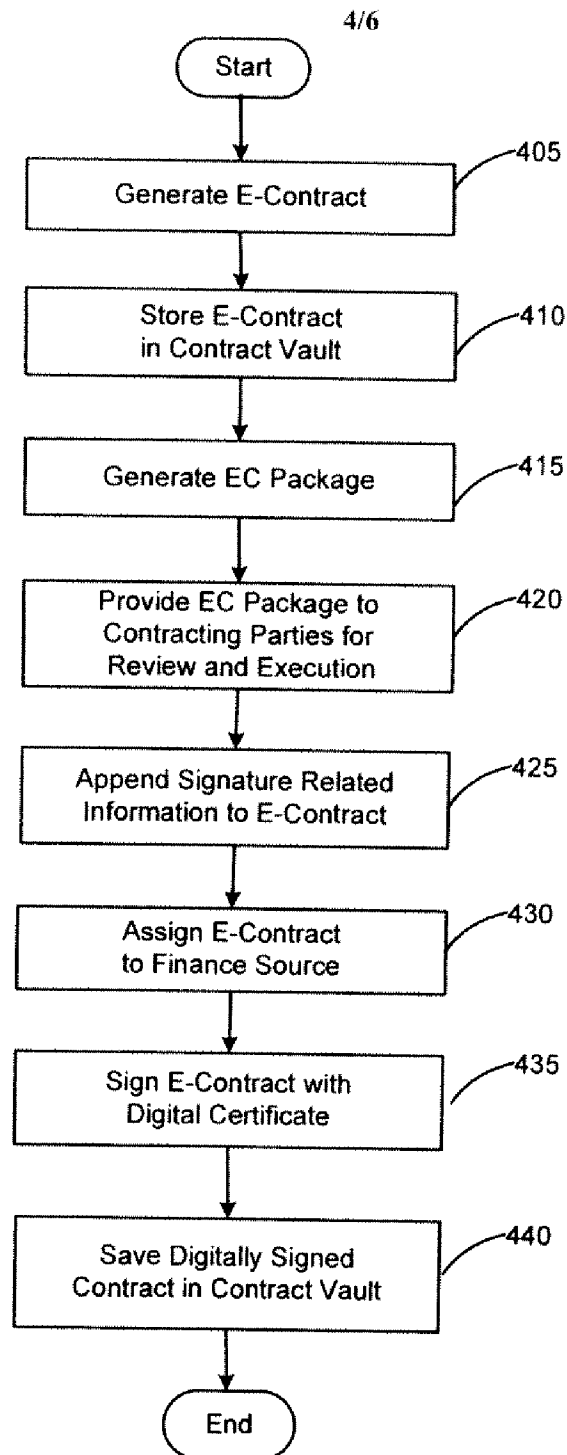 4/6
Start
405
Generate E-Contract
Store E-Contract
in Contract Vault
410
Generate EC Package
415
Provide EC Package to
Contracting Parties for
Review and Execution
420
Append Signature Related
Information to E-Contract
425
Assign E-Contract
to Finance Source
430
Sign E-Contract with
Digital Certificate
435
Save Digitally Signed
Contract in Contract Vault
440
End